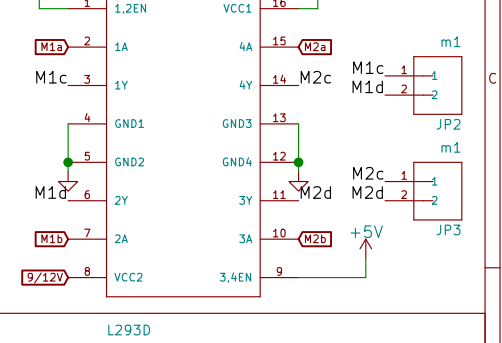 1 1,2EN VCC1 16
M1a 2 1A 4A 15 M2a
M1c 3 1Y 4Y 14 M2c
4 GND1 GND3 13
5 GND2 GND4 12
M1d 6 2Y 3Y 11 M2d
M1b 7 2A 3A 10 M2b
9/12V 8 VCC2 3,4EN 9
+5V
L293D
m1
M1c 1 1
M1d 2 2
JP2
m1
M2c 1 1
M2d 2 2
JP3
C